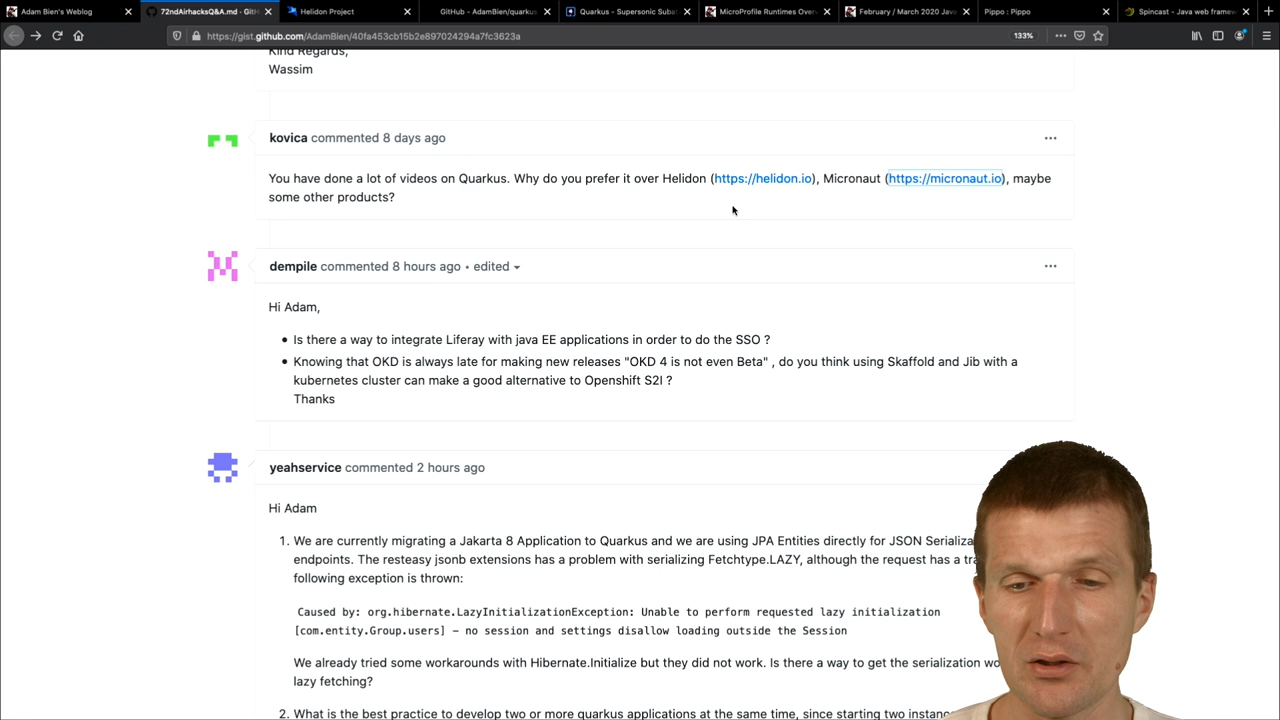 Adam Bien's Weblog
72ndAirhacksQ&A.md · GitH
Helidon Project
GitHub - AdamBien/quarkus
Quarkus - Supersonic Suba
MicroProfile Runtimes Over
February / March 2020 Java
Pippo : Pippo
Spincast - Java web framew
https://gist.github.com/AdamBien/40fa453cb15b2e897024294a7fc3623a
133%
Kind Regards,
Wassim
kovica commented 8 days ago
You have done a lot of videos on Quarkus. Why do you prefer it over Helidon (https://helidon.io), Micronaut (https://micronaut.io), maybe
some other products?
dempile commented 8 hours ago • edited
Hi Adam,
• Is there a way to integrate Liferay with java EE applications in order to do the SSO ?
• Knowing that OKD is always late for making new releases "OKD 4 is not even Beta" , do you think using Skaffold and Jib with a
kubernetes cluster can make a good alternative to Openshift S2I ?
Thanks
yeahservice commented 2 hours ago
Hi Adam
1. We are currently migrating a Jakarta 8 Application to Quarkus and we are using JPA Entities directly for JSON Serializa
endpoints. The resteasy jsonb extensions has a problem with serializing Fetchtype.LAZY, although the request has a tra
following exception is thrown:
Caused by: org.hibernate.LazyInitializationException: Unable to perform requested lazy initialization
[com.entity.Group.users] – no session and settings disallow loading outside the Session
We already tried some workarounds with Hibernate.Initialize but they did not work. Is there a way to get the serialization wo
lazy fetching?
2. What is the best practice to develop two or more quarkus applications at the same time, since starting two instanc